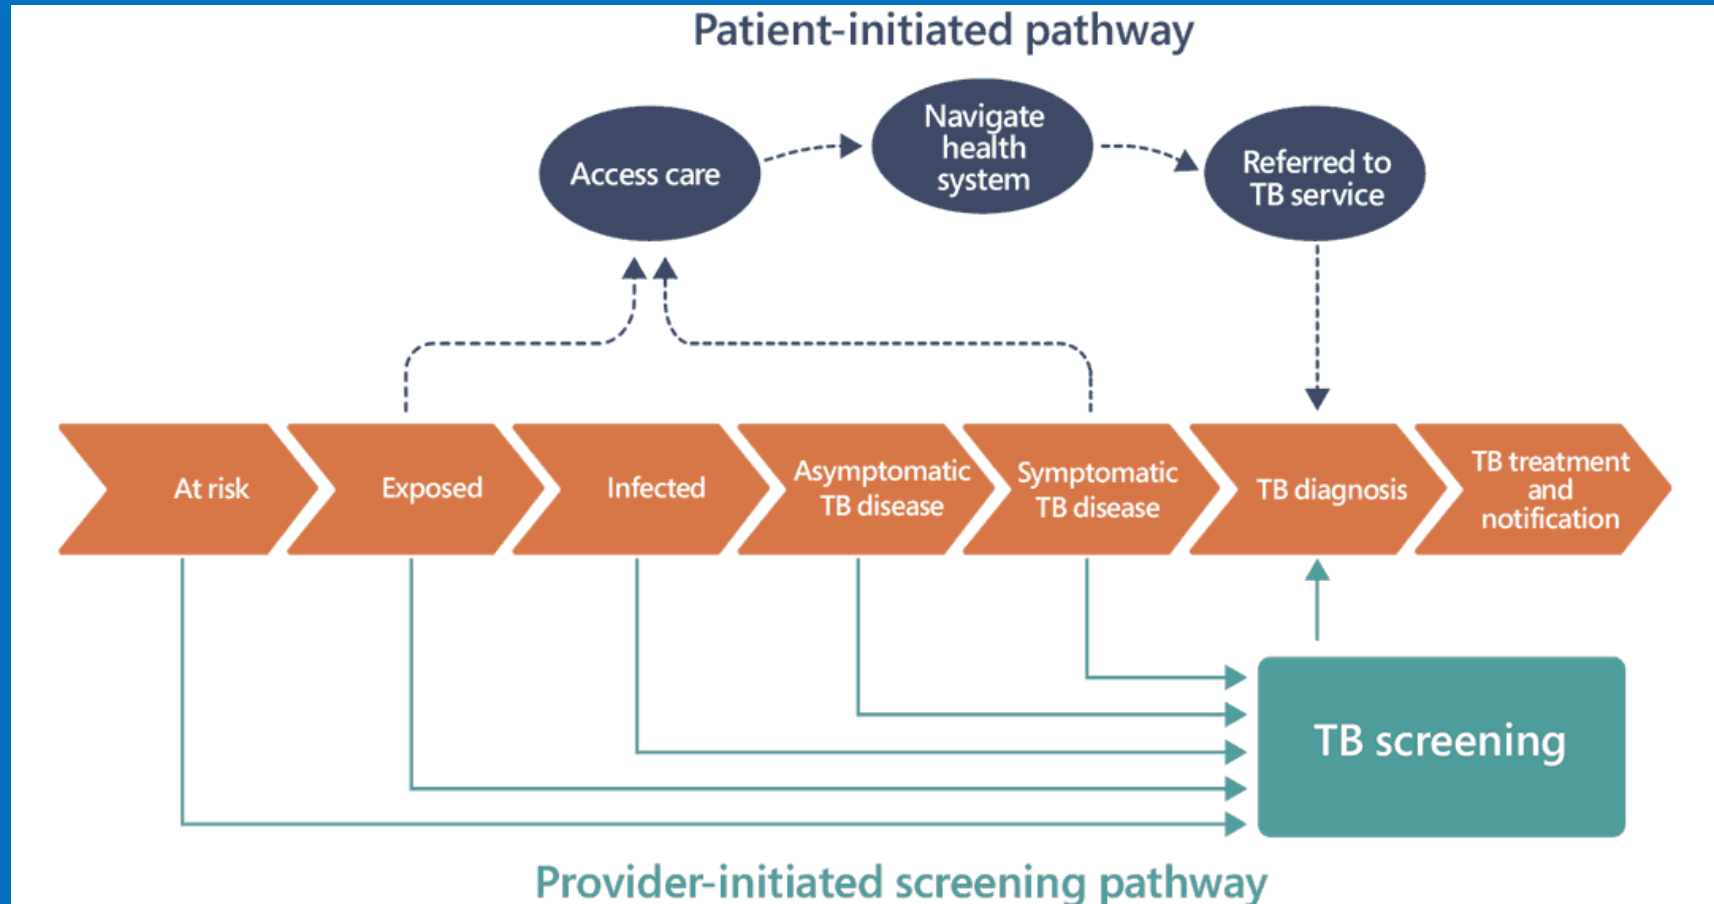 Patient-initiated pathway
Access care
Navigate
health
system
Referred to
TB service
At risk
Exposed
Infected
Asymptomatic
TB disease
Symptomatic
TB disease
TB diagnosis
TB treatment
and
notification
TB screening
Provider-initiated screening pathway